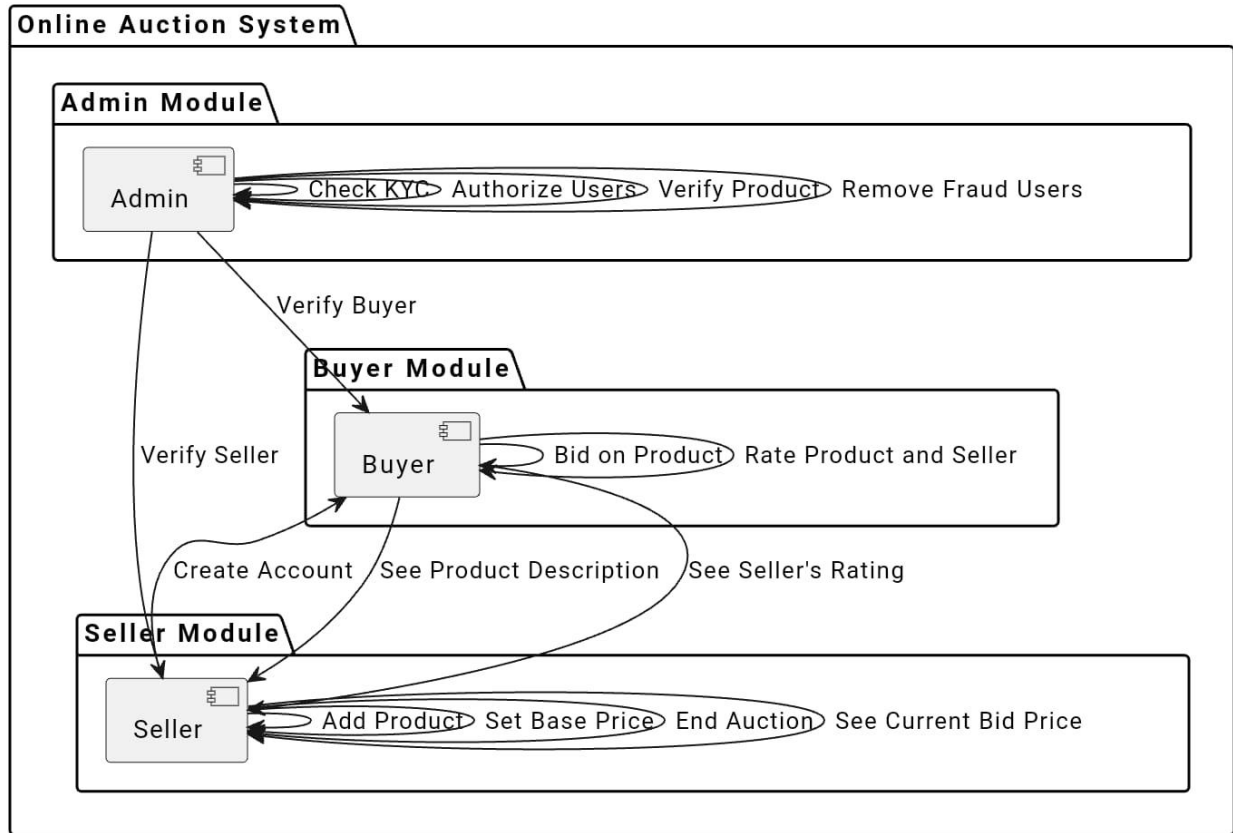 Online Auction System
Admin Module
Admin
Check KYC
Authorize Users
Verify Product
Remove Fraud Users
Verify Buyer
Buyer Module
Verify Seller
Buyer
Bid on Product
Rate Product and Seller
Create Account
See Product Description
See Seller's Rating
Seller Module
Seller
Add Product
Set Base Price
End Auction
See Current Bid Price